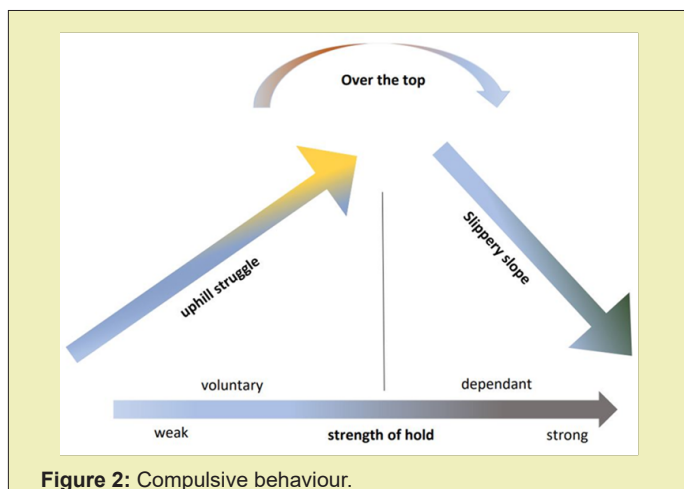 Over the top
uphill struggle
Slippery slope
voluntary
dependant
weak
strength of hold
strong
Figure 2: Compulsive behaviour.